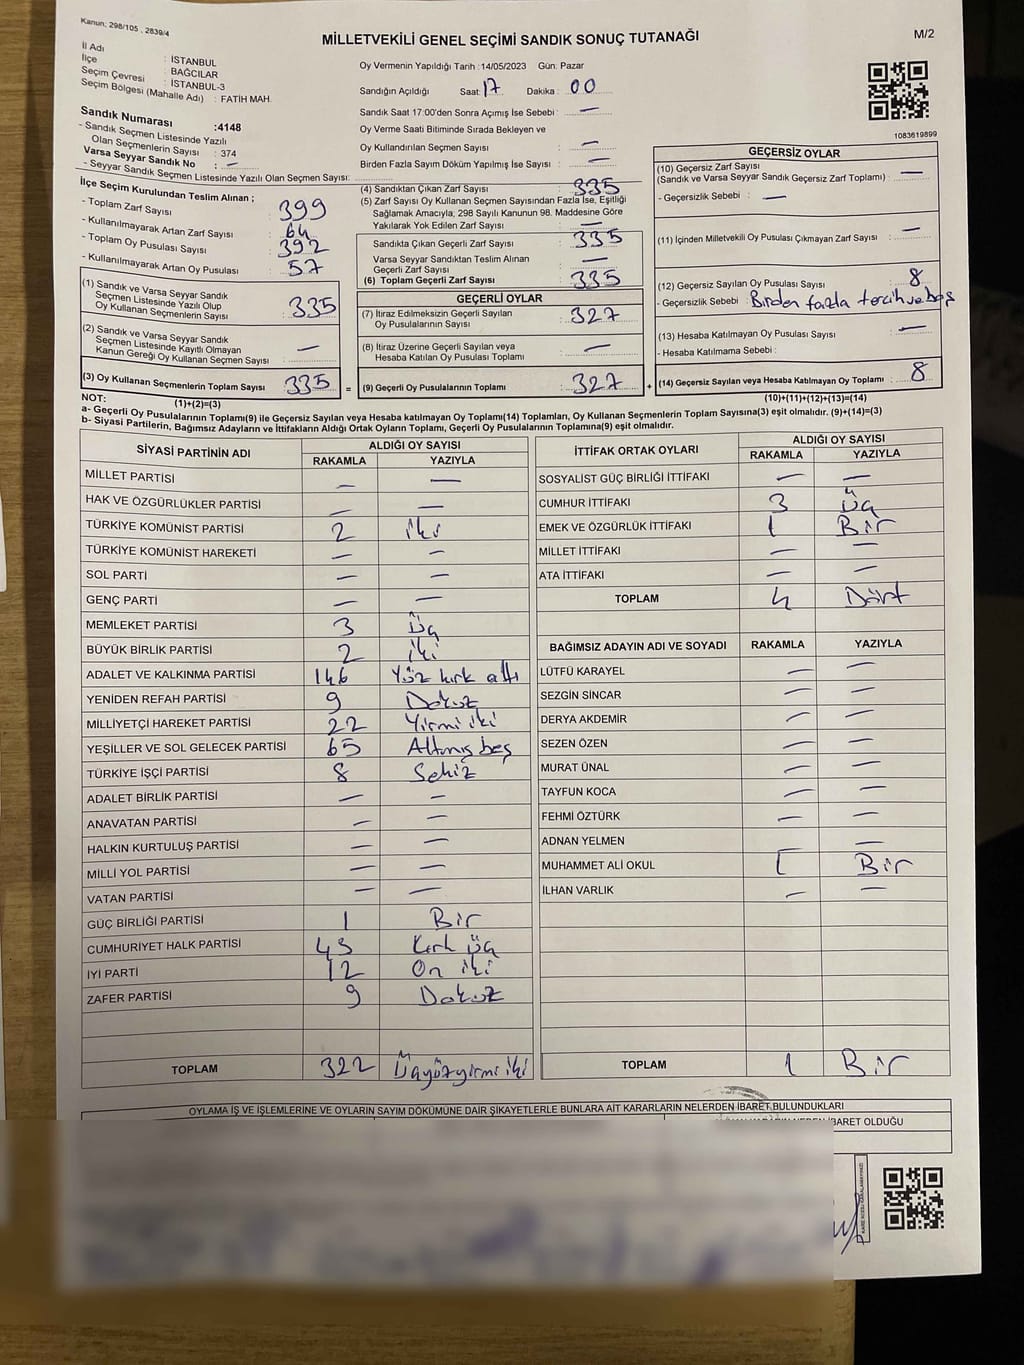 Kanun: 298/105 , 2839/4
MİLLETVEKİLİ GENEL SEÇİMİ SANDIK SONUÇ TUTANAĞI
M/2
İl Adı : İSTANBUL
İlçe : BAĞCILAR
Seçim Çevresi : İSTANBUL-3
Seçim Bölgesi (Mahalle Adı) : FATİH MAH.
Oy Vermenin Yapıldığı Tarih : 14/05/2023 Gün: Pazar
Sandığın Açıldığı Saat : 17 Dakika : 00
Sandık Saat 17:00'den Sonra Açımış İse Sebebi : —
Oy Verme Saati Bitiminde Sırada Bekleyen ve
Oy Kullandırılan Seçmen Sayısı : —
Birden Fazla Sayım Döküm Yapılmış İse Sayısı : —
1083619899
Sandık Numarası :4148
- Sandık Seçmen Listesinde Yazılı
Olan Seçmenlerin Sayısı : 374
Varsa Seyyar Sandık No : —
- Seyyar Sandık Seçmen Listesinde Yazılı Olan Seçmen Sayısı:
İlçe Seçim Kurulundan Teslim Alınan ;
- Toplam Zarf Sayısı : 399
- Kullanılmayarak Artan Zarf Sayısı : 64
- Toplam Oy Pusulası Sayısı : 392
- Kullanılmayarak Artan Oy Pusulası : 57
(1) Sandık ve Varsa Seyyar Sandık
Seçmen Listesinde Yazılı Olup
Oy Kullanan Seçmenlerin Sayısı : 335
(2) Sandık ve Varsa Seyyar Sandık
Seçmen Listesinde Kayıtlı Olmayan
Kanun Gereği Oy Kullanan Seçmen Sayısı : —
(3) Oy Kullanan Seçmenlerin Toplam Sayısı : 335 =
(1)+(2)=(3)
(4) Sandıktan Çıkan Zarf Sayısı : 335
(5) Zarf Sayısı Oy Kullanan Seçmen Sayısından Fazla İse, Eşitliği
Sağlamak Amacıyla, 298 Sayılı Kanunun 98. Maddesine Göre
Yakılarak Yok Edilen Zarf Sayısı : —
Sandıkta Çıkan Geçerli Zarf Sayısı : 335
Varsa Seyyar Sandıktan Teslim Alınan
Geçerli Zarf Sayısı : —
(6) Toplam Geçerli Zarf Sayısı : 335
GEÇERLİ OYLAR
(7) İtiraz Edilmeksizin Geçerli Sayılan
Oy Pusulalarının Sayısı : 327
(8) İtiraz Üzerine Geçerli Sayılan veya
Hesaba Katılan Oy Pusulası Toplamı : —
(9) Geçerli Oy Pusulalarının Toplamı : 327 +
GEÇERSİZ OYLAR
(10) Geçersiz Zarf Sayısı
(Sandık ve Varsa Seyyar Sandık Geçersiz Zarf Toplamı) : —
- Geçersizlik Sebebi : —
(11) İçinden Milletvekili Oy Pusulası Çıkmayan Zarf Sayısı : —
(12) Geçersiz Sayılan Oy Pusulası Sayısı : 8
- Geçersizlik Sebebi : Birden fazla tercih ve boş
(13) Hesaba Katılmayan Oy Pusulası Sayısı : —
- Hesaba Katılmama Sebebi :
(14) Geçersiz Sayılan veya Hesaba Katılmayan Oy Toplamı : 8
(10)+(11)+(12)+(13)=(14)
NOT:
a- Geçerli Oy Pusulalarının Toplamı(9) ile Geçersiz Sayılan veya Hesaba katılmayan Oy Toplamı(14) Toplamları, Oy Kullanan Seçmenlerin Toplam Sayısına(3) eşit olmalıdır. (9)+(14)=(3)
b- Siyasi Partilerin, Bağımsız Adayların ve İttifakların Aldığı Ortak Oyların Toplamı, Geçerli Oy Pusulalarının Toplamına(9) eşit olmalıdır.
SİYASİ PARTİNİN ADI ALDIĞI OY SAYISI
RAKAMLA YAZIYLA
MİLLET PARTİSİ — —
HAK VE ÖZGÜRLÜKLER PARTİSİ — —
TÜRKİYE KOMÜNİST PARTİSİ 2 iki
TÜRKİYE KOMÜNİST HAREKETİ — —
SOL PARTİ — —
GENÇ PARTİ — —
MEMLEKET PARTİSİ 3 Üç
BÜYÜK BİRLİK PARTİSİ 2 iki
ADALET VE KALKINMA PARTİSİ 146 Yüz kırk altı
YENİDEN REFAH PARTİSİ 9 Dokuz
MİLLİYETÇİ HAREKET PARTİSİ 22 Yirmi iki
YEŞİLLER VE SOL GELECEK PARTİSİ 65 Altmış beş
TÜRKİYE İŞÇİ PARTİSİ 8 Sekiz
ADALET BİRLİK PARTİSİ — —
ANAVATAN PARTİSİ — —
HALKIN KURTULUŞ PARTİSİ — —
MİLLİ YOL PARTİSİ — —
VATAN PARTİSİ — —
GÜÇ BİRLİĞİ PARTİSİ 1 Bir
CUMHURİYET HALK PARTİSİ 43 Kırk üç
İYİ PARTİ 12 On iki
ZAFER PARTİSİ 9 Dokuz
TOPLAM 322 Üçyüzyirmi iki
İTTİFAK ORTAK OYLARI ALDIĞI OY SAYISI
RAKAMLA YAZIYLA
SOSYALİST GÜÇ BİRLİĞİ İTTİFAKI — —
CUMHUR İTTİFAKI 3 Üç
EMEK VE ÖZGÜRLÜK İTTİFAKI 1 Bir
MİLLET İTTİFAKI — —
ATA İTTİFAKI — —
TOPLAM 4 Dört
BAĞIMSIZ ADAYIN ADI VE SOYADI RAKAMLA YAZIYLA
LÜTFÜ KARAYEL — —
SEZGİN SİNCAR — —
DERYA AKDEMİR — —
SEZEN ÖZEN — —
MURAT ÜNAL — —
TAYFUN KOCA — —
FEHMİ ÖZTÜRK — —
ADNAN YELMEN —
MUHAMMET ALİ OKUL 1 Bir
İLHAN VARLIK — —
TOPLAM 1 Bir
OYLAMA İŞ VE İŞLEMLERİNE VE OYLARIN SAYIM DÖKÜMÜNE DAİR ŞİKAYETLERLE BUNLARA AİT KARARLARIN NELERDEN İBARET BULUNDUKLARI
İBARET OLDUĞU